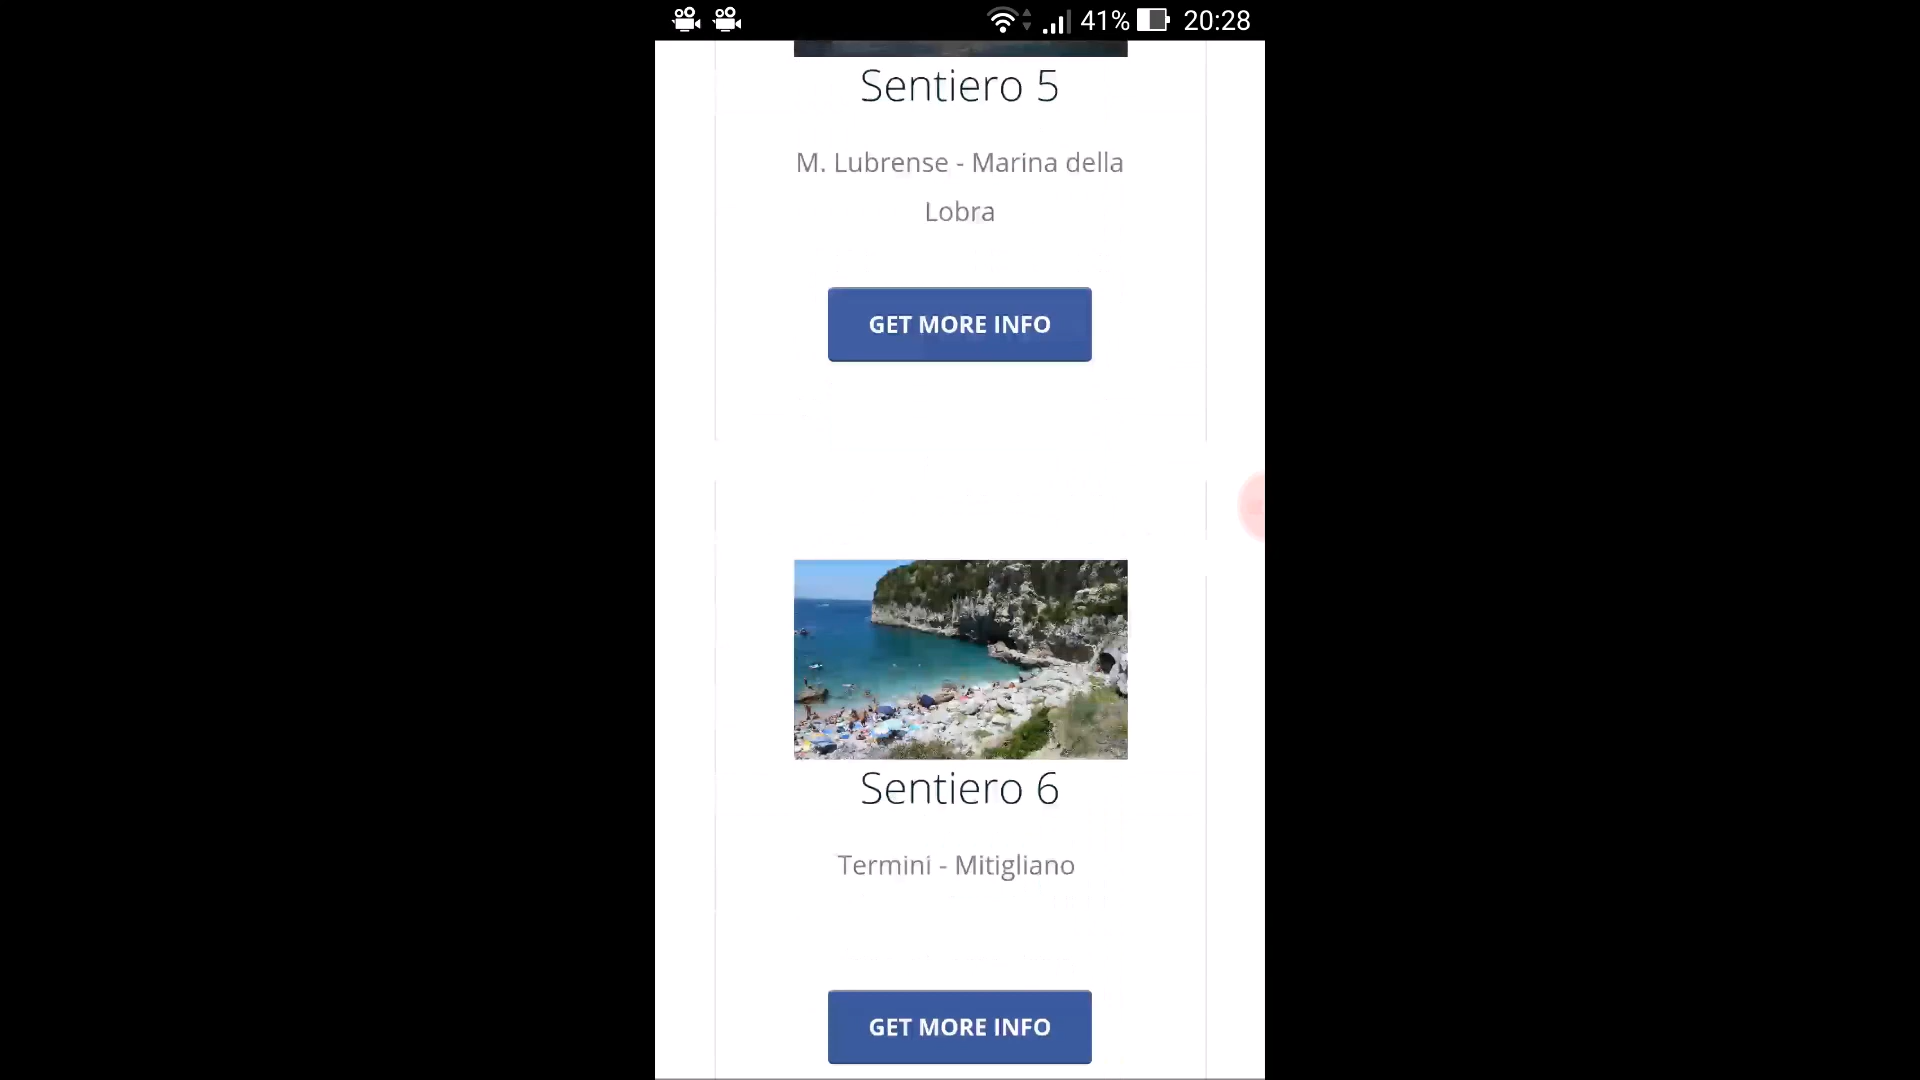 41% 20:28
Sentiero 5
M. Lubrense - Marina della
Lobra
GET MORE INFO
Sentiero 6
Termini - Mitigliano
GET MORE INFO